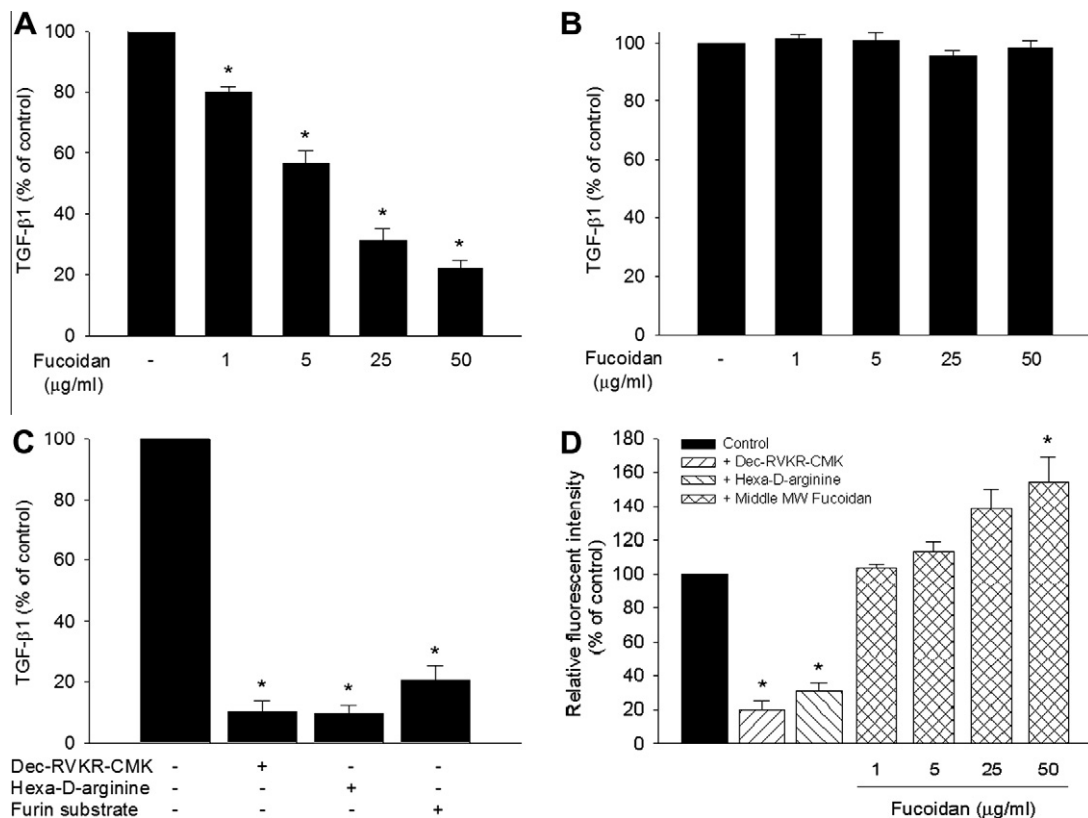 A
TGF-β1 (% of control)
100
80
60
40
20
0
* * * *
Fucoidan
(μg/ml)
- 1 5 25 50
B
TGF-β1 (% of control)
100
80
60
40
20
0
Fucoidan
(μg/ml)
- 1 5 25 50
C
TGF-β1 (% of control)
100
80
60
40
20
0
* * *
Dec-RVKR-CMK - + - -
Hexa-D-arginine - - + -
Furin substrate - - - +
D
Relative fluorescent intensity
(% of control)
180
160
140
120
100
80
60
40
20
0
Control
+ Dec-RVKR-CMK
+ Hexa-D-arginine
+ Middle MW Fucoidan
* * *
1 5 25 50
Fucoidan (μg/ml)